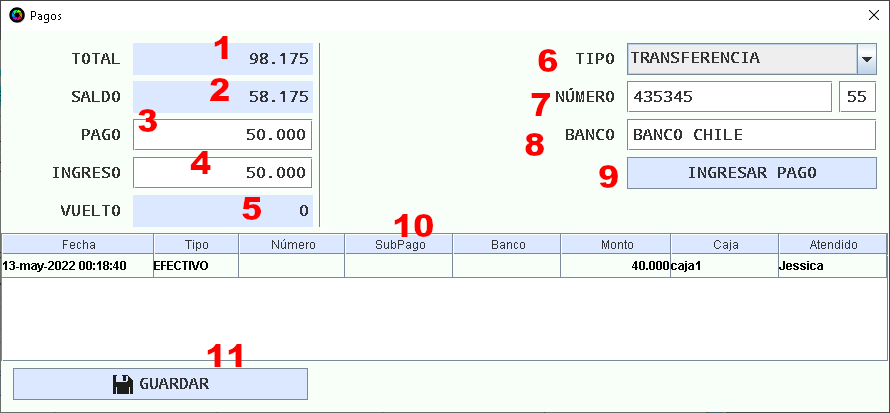 Pagos
1
TOTAL 98.175
2
SALDO 58.175
3
PAGO 50.000
4
INGRESO 50.000
5
VUELTO 0
6
TIPO TRANSFERENCIA
7
NÚMERO 435345 55
8
BANCO BANCO CHILE
9
INGRESAR PAGO
10
Fecha Tipo Número SubPago Banco Monto Caja Atendido
13-may-2022 00:18:40 EFECTIVO 40.000 caja1 Jessica
11
GUARDAR